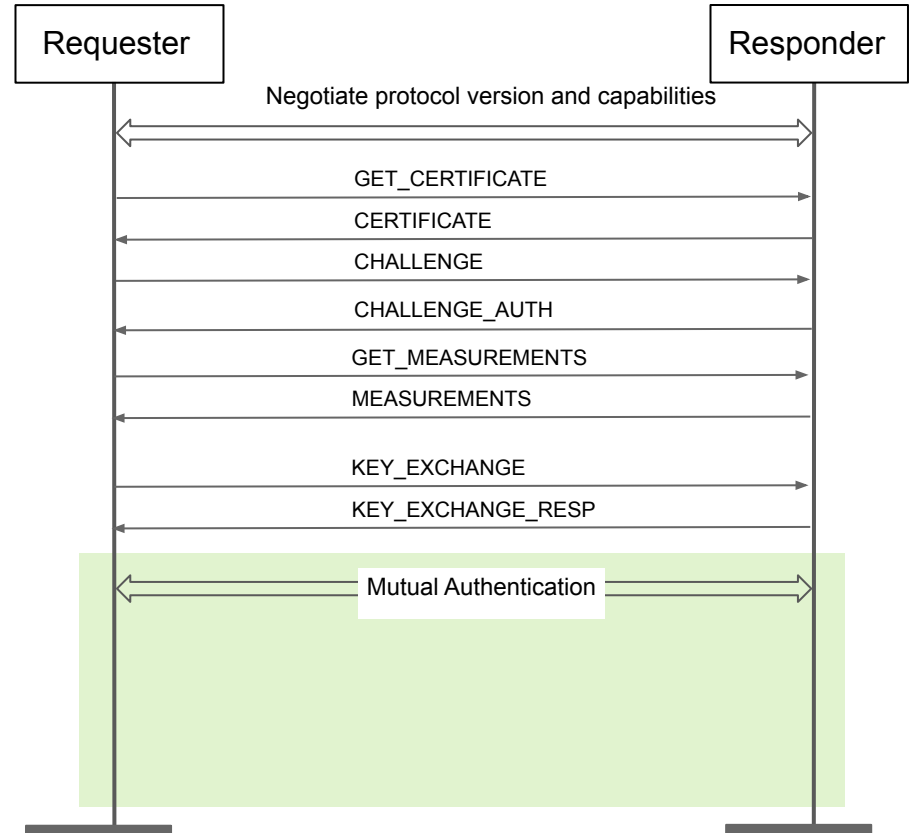 Requester
Responder
Negotiate protocol version and capabilities
GET_CERTIFICATE
CERTIFICATE
CHALLENGE
CHALLENGE_AUTH
GET_MEASUREMENTS
MEASUREMENTS
KEY_EXCHANGE
KEY_EXCHANGE_RESP
Mutual Authentication